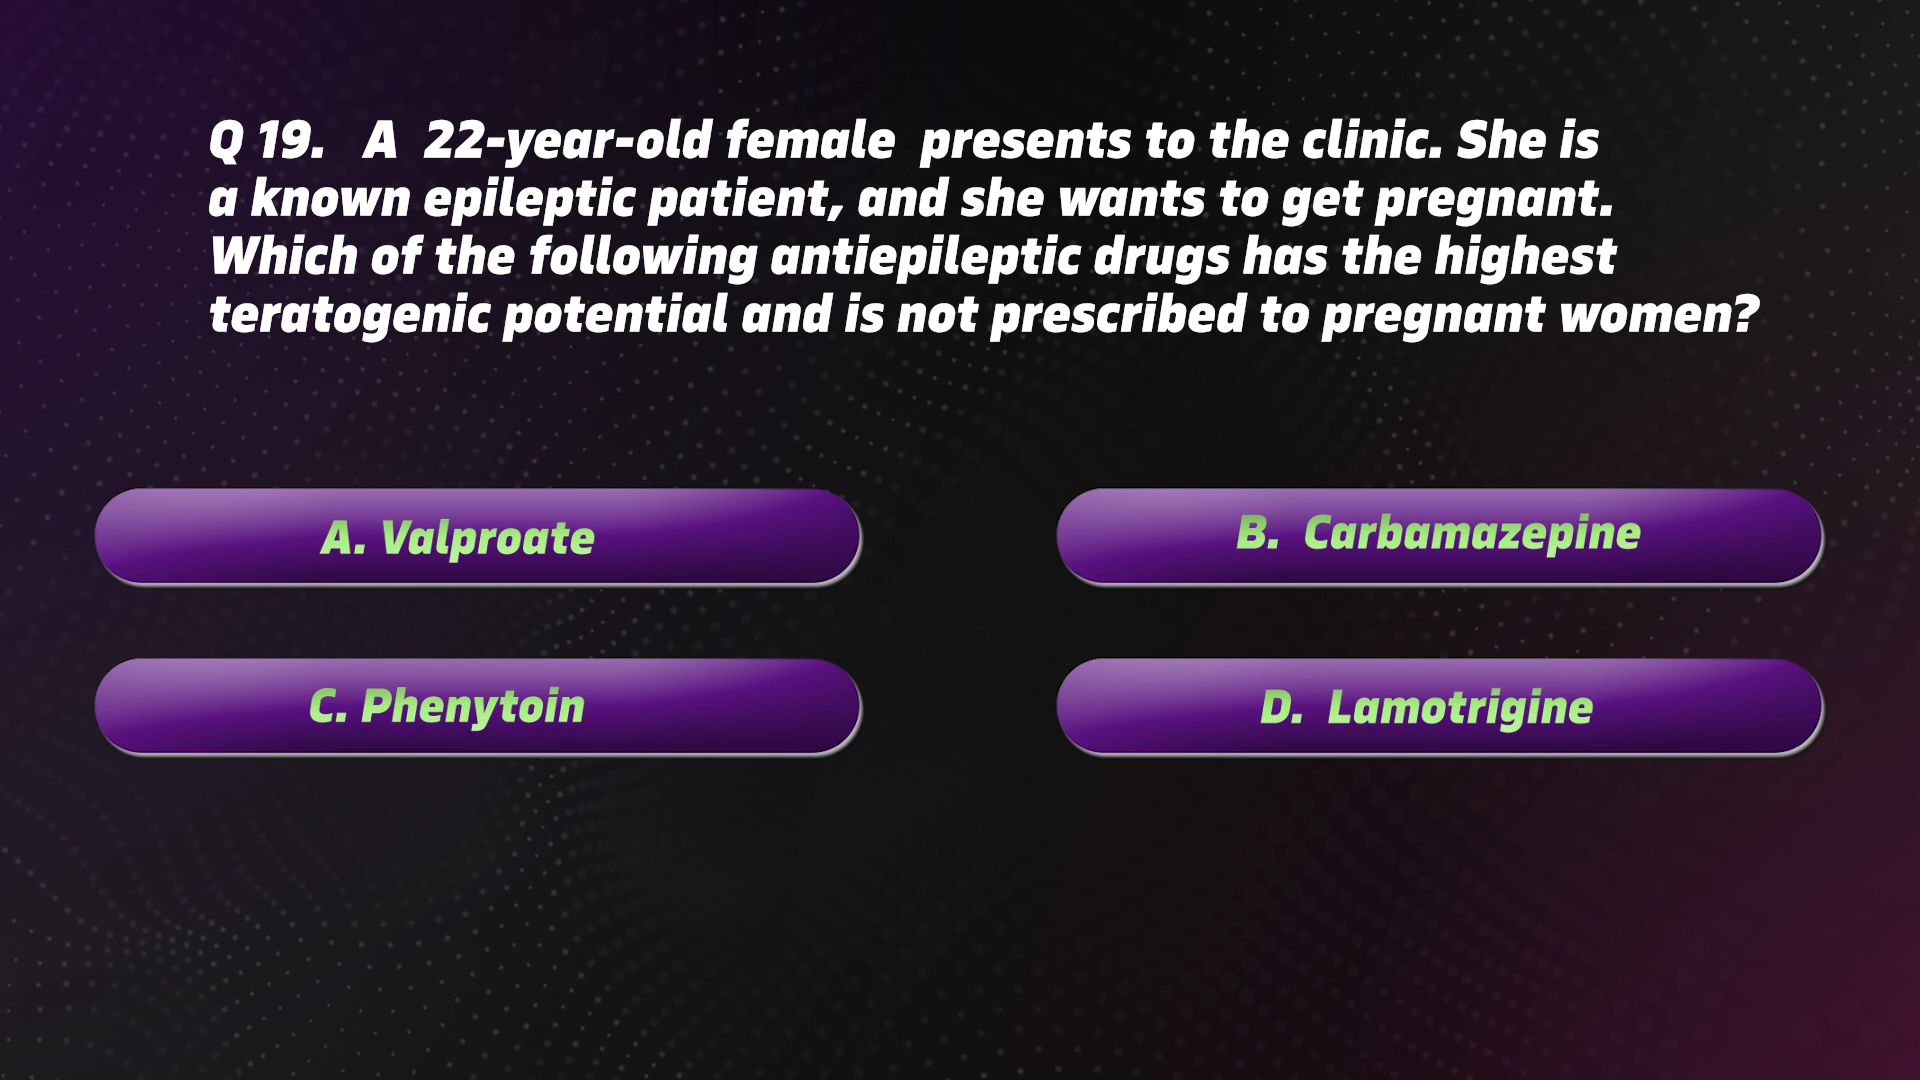 Q 19. A 22-year-old female presents to the clinic. She is
a known epileptic patient, and she wants to get pregnant.
Which of the following antiepileptic drugs has the highest
teratogenic potential and is not prescribed to pregnant women?
A. Valproate
B. Carbamazepine
C. Phenytoin
D. Lamotrigine